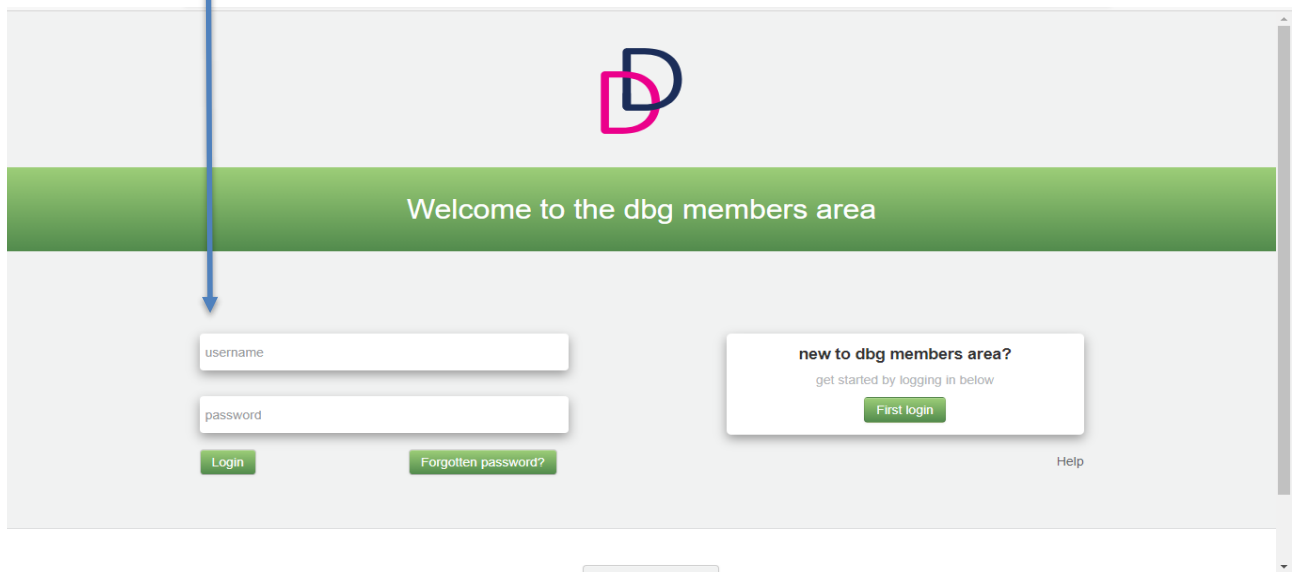 DD
Welcome to the dbg members area
username
password
Login
Forgotten password?
new to dbg members area?
get started by logging in below
First login
Help